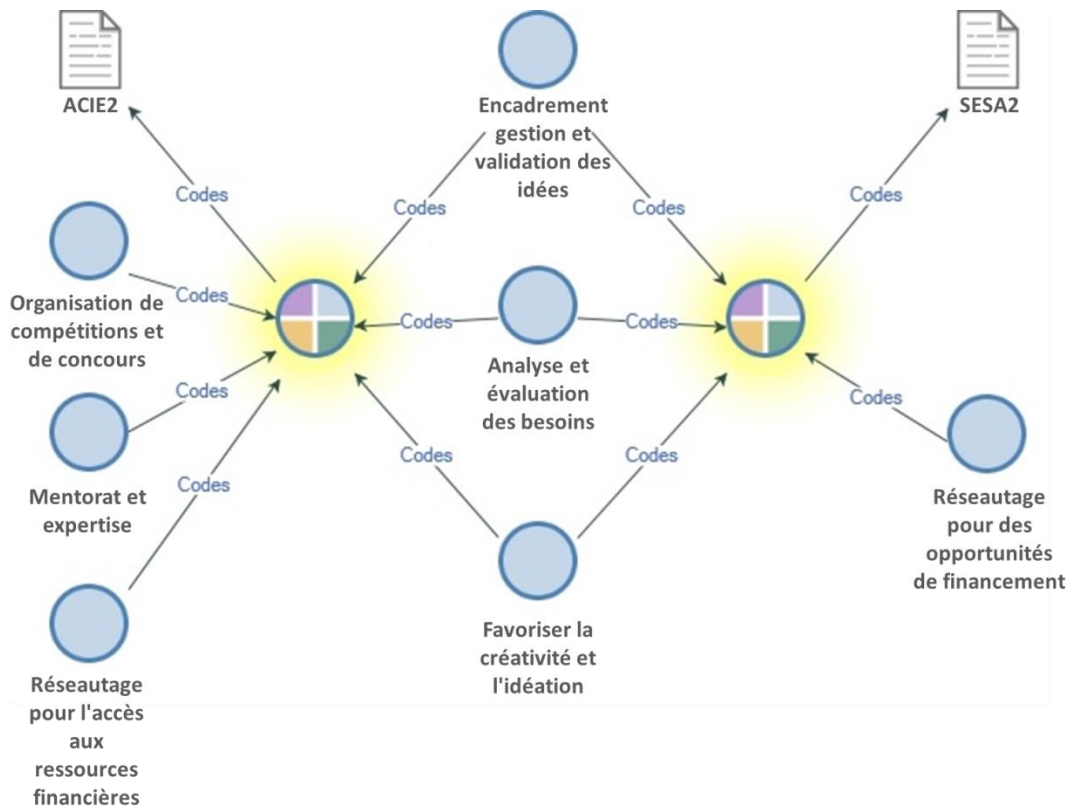 ACIE2
Encadrement
gestion et
validation des
idées
SESA2
Codes
Codes
Codes
Codes
Codes
Organisation de
compétitions et
de concours
Codes
Codes
Analyse et
évaluation
des besoins
Codes
Codes
Mentorat et
expertise
Codes
Codes
Codes
Réseautage
pour des
opportunités
de financement
Favoriser la
créativité et
l'idéation
Réseautage
pour l'accès
aux
ressources
financières